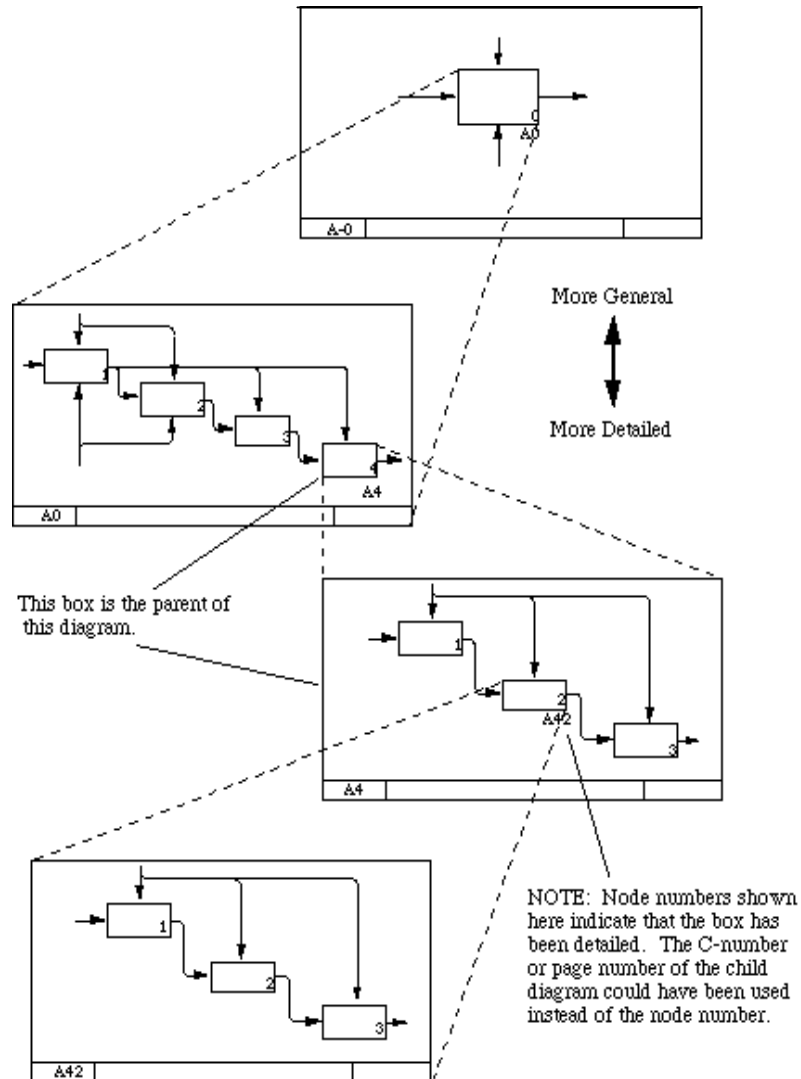 0
A0
A-0
More General
More Detailed
1
2
3
4
A4
A0
This box is the parent of
this diagram.
1
2
A42
3
A4
NOTE: Node numbers shown
here indicate that the box has
been detailed. The C-number
or page number of the child
diagram could have been used
instead of the node number.
1
2
3
A42